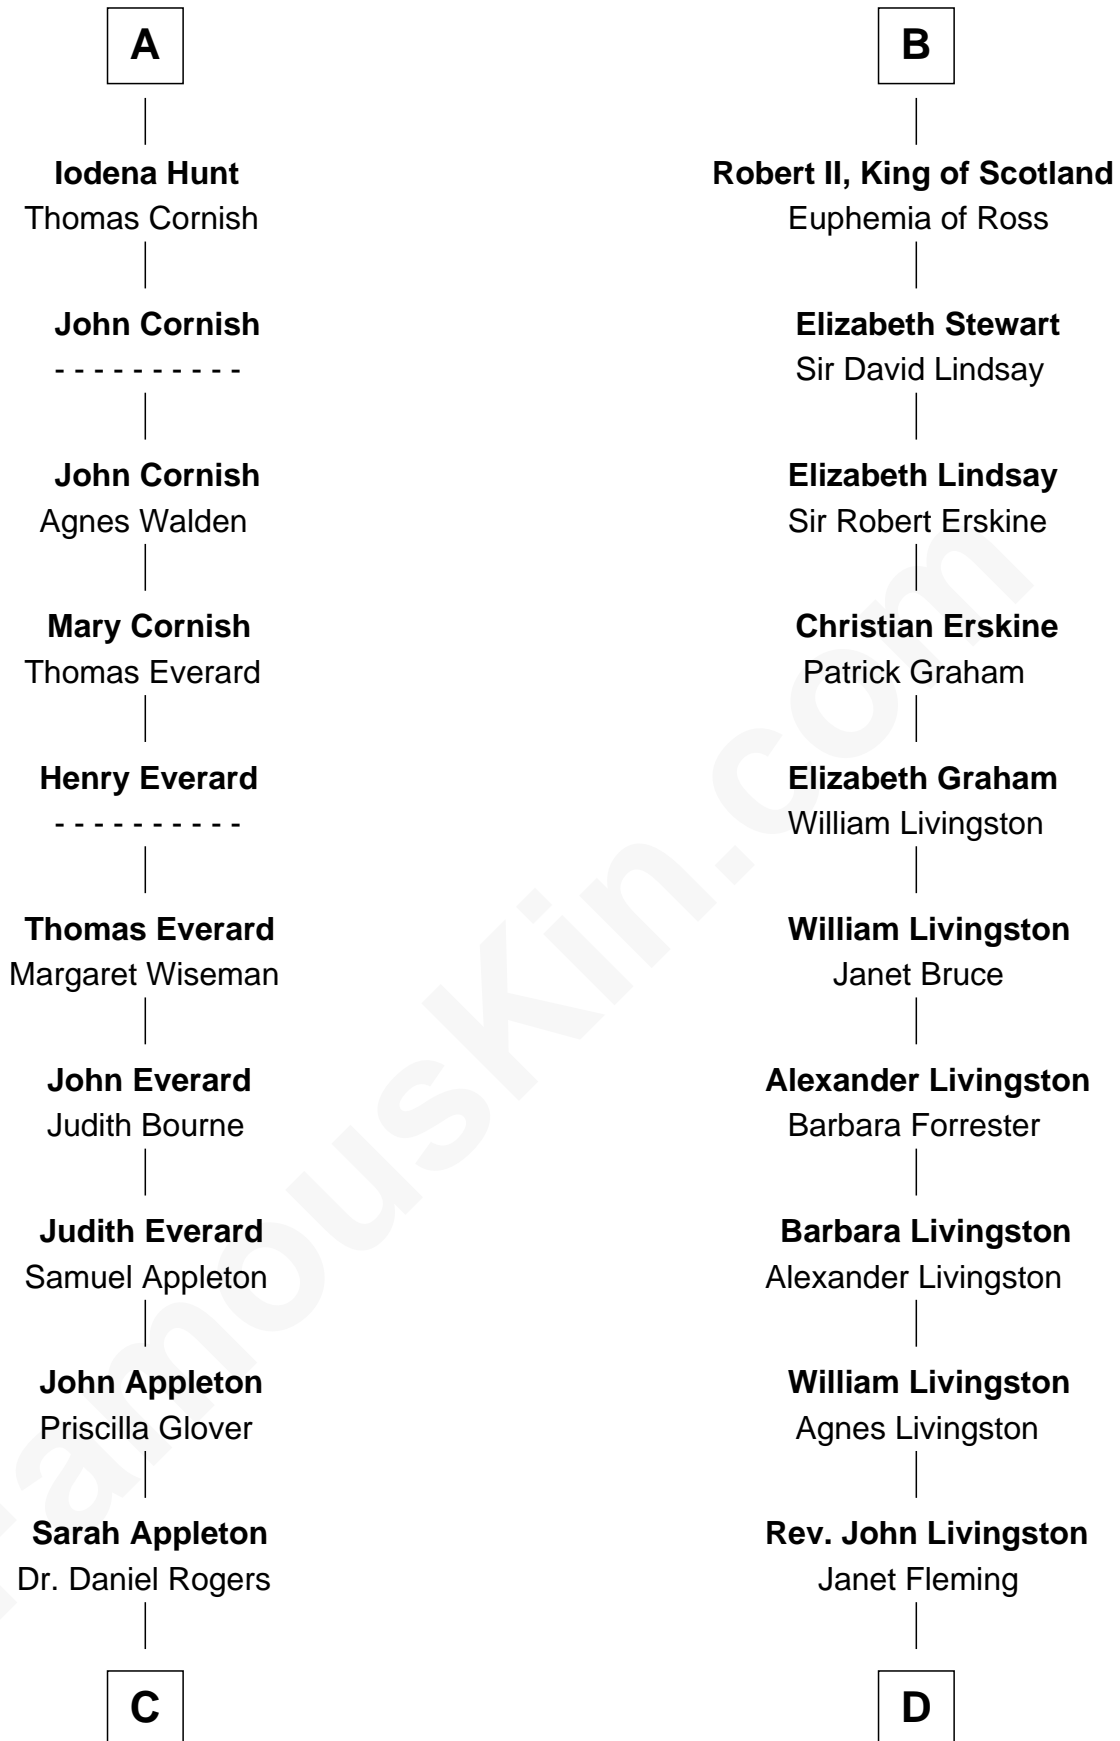 A
Iodena Hunt
Thomas Cornish
John Cornish
- - - - - - - - - -
John Cornish
Agnes Walden
Mary Cornish
Thomas Everard
Henry Everard
- - - - - - - - - -
Thomas Everard
Margaret Wiseman
John Everard
Judith Bourne
Judith Everard
Samuel Appleton
John Appleton
Priscilla Glover
Sarah Appleton
Dr. Daniel Rogers
C
B
Robert II, King of Scotland
Euphemia of Ross
Elizabeth Stewart
Sir David Lindsay
Elizabeth Lindsay
Sir Robert Erskine
Christian Erskine
Patrick Graham
Elizabeth Graham
William Livingston
William Livingston
Janet Bruce
Alexander Livingston
Barbara Forrester
Barbara Livingston
Alexander Livingston
William Livingston
Agnes Livingston
Rev. John Livingston
Janet Fleming
D
FamousKin.com